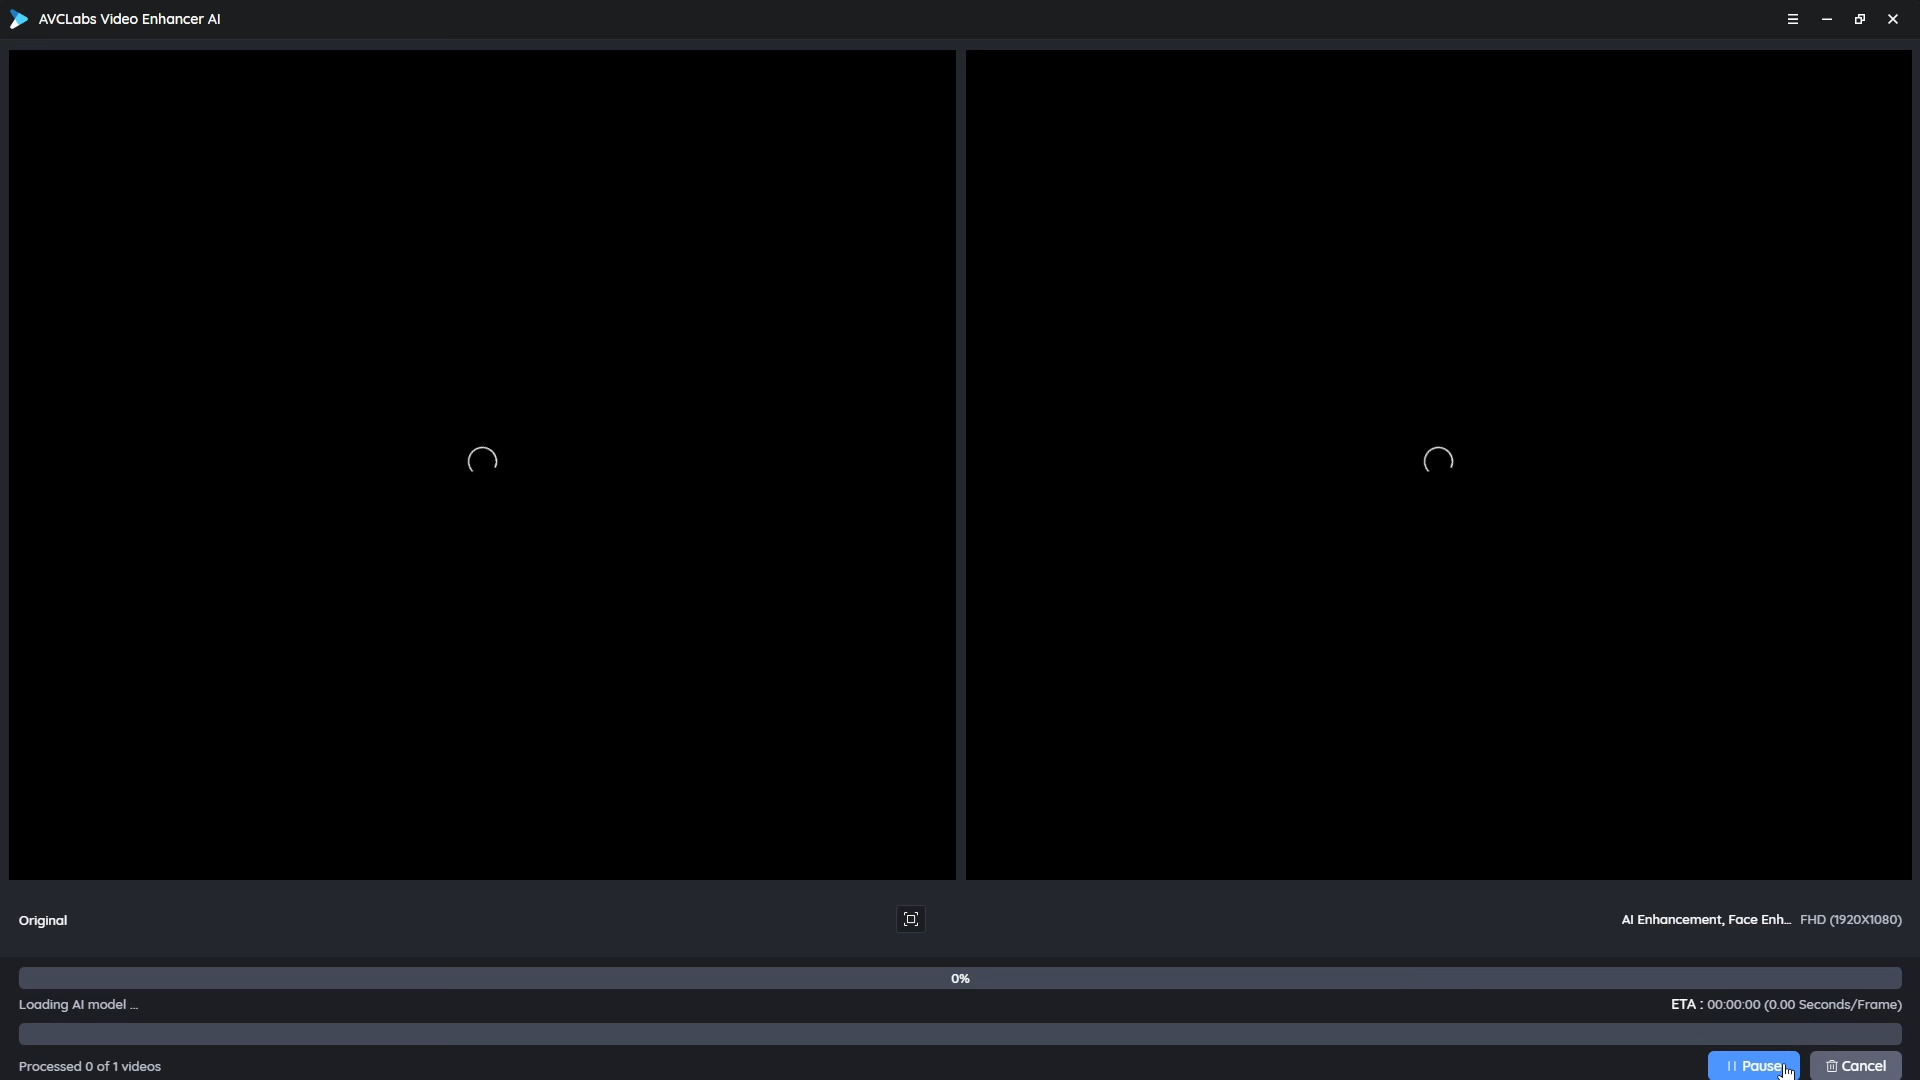 AVCLabs Video Enhancer AI
Original
AI Enhancement, Face Enh... FHD (1920X1080)
0%
Loading AI model ...
ETA : 00:00:00 (0.00 Seconds/Frame)
Processed 0 of 1 videos
Pause
Cancel